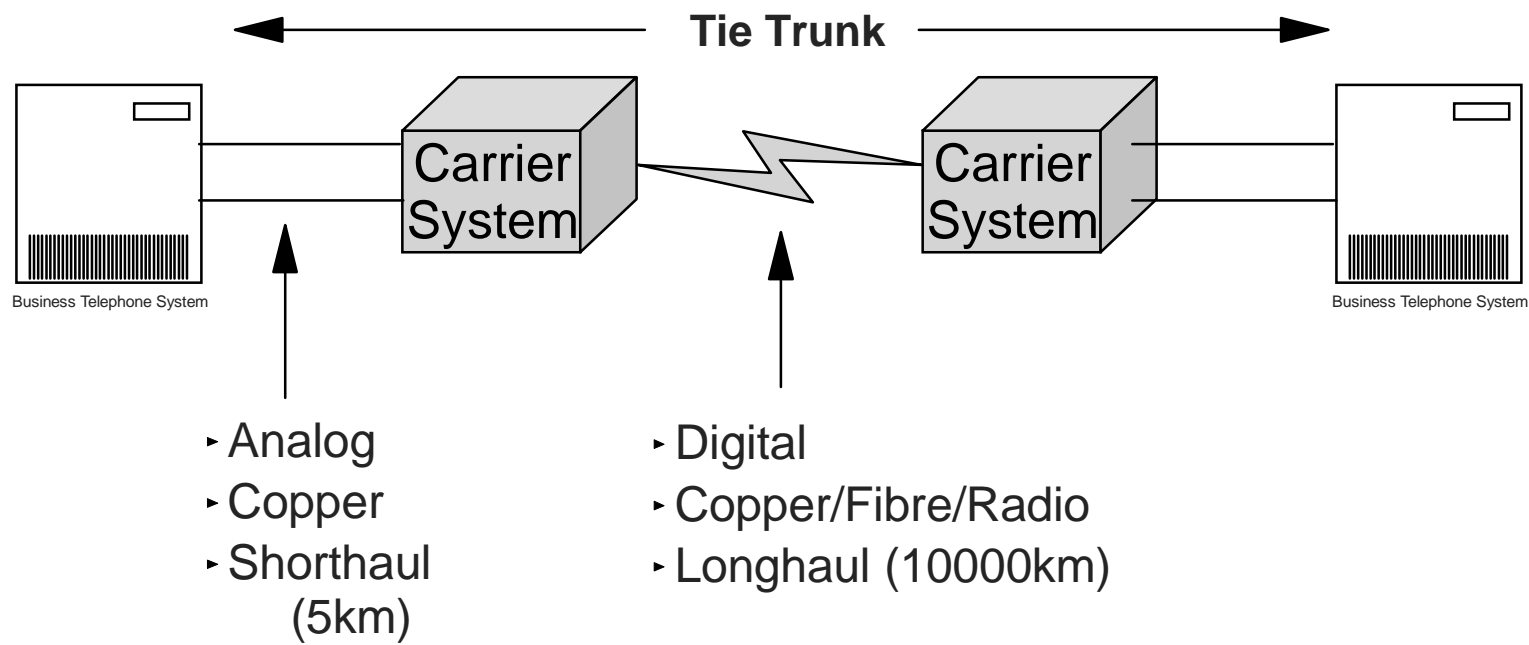 Tie Trunk
Carrier
System
Carrier
System
Business Telephone System
Business Telephone System
Analog
Copper
Shorthaul
(5km)
Digital
Copper/Fibre/Radio
Longhaul (10000km)